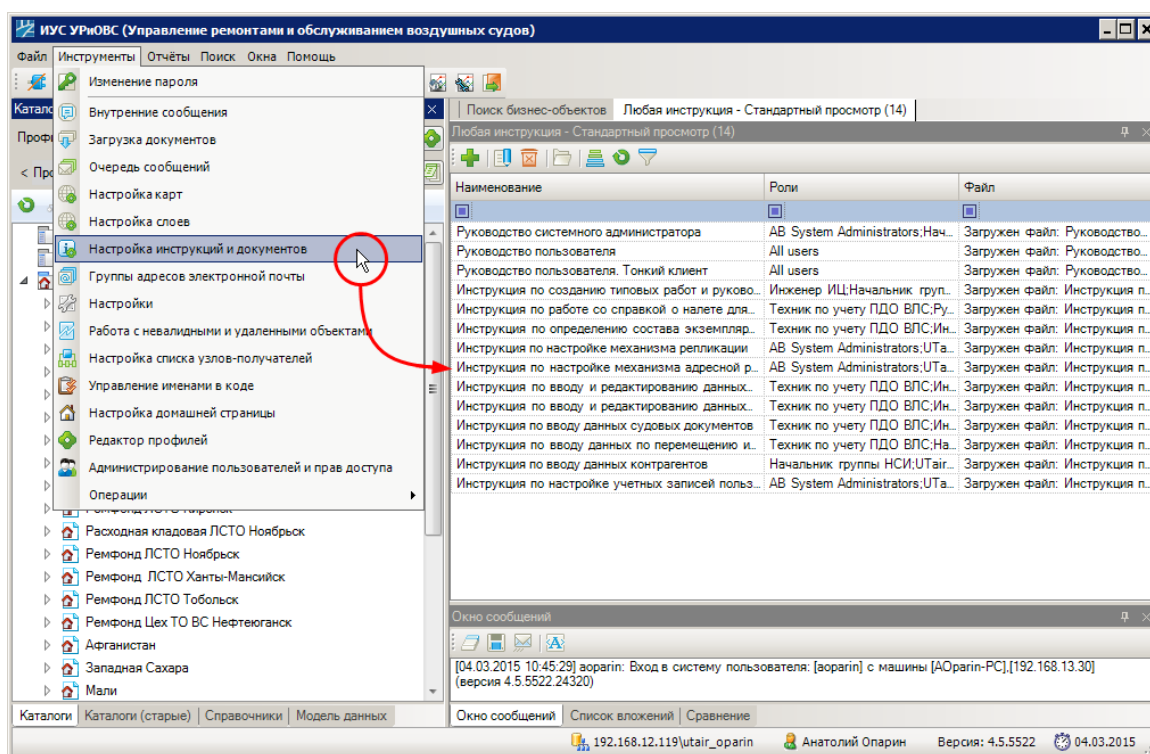 ИУС УРиОВС (Управление ремонтами и обслуживанием воздушных судов)
Файл Инструменты Отчёты Поиск Окна Помощь
Изменение пароля
Внутренние сообщения
Загрузка документов
Очередь сообщений
Настройка карт
Настройка слоев
Настройка инструкций и документов
Группы адресов электронной почты
Настройки
Работа с невалидными и удаленными объектами
Настройка списка узлов-получателей
Управление именами в коде
Настройка домашней страницы
Редактор профилей
Администрирование пользователей и прав доступа
Операции
Расходная кладовая ЛСТО Ноябрьск
Ремфонд ЛСТО Ноябрьск
Ремфонд ЛСТО Ханты-Мансийск
Ремфонд ЛСТО Тобольск
Ремфонд Цех ТО ВС Нефтеюганск
Афганистан
Западная Сахара
Мали
Каталоги Каталоги (старые) Справочники Модель данных
Поиск бизнес-объектов Любая инструкция - Стандартный просмотр (14)
Любая инструкция - Стандартный просмотр (14)
Наименование Роли Файл
Руководство системного администратора AB System Administrators;Нач... Загружен файл: Руководство...
Руководство пользователя All users Загружен файл: Руководство...
Руководство пользователя. Тонкий клиент All users Загружен файл: Руководство...
Инструкция по созданию типовых работ и руково... Инженер ИЦ;Начальник груп... Загружен файл: Инструкция п...
Инструкция по работе со справкой о налете для... Техник по учету ПДО ВЛС;Ру... Загружен файл: Инструкция п...
Инструкция по определению состава экземпляр... Техник по учету ПДО ВЛС;Ин... Загружен файл: Инструкция п...
Инструкция по настройке механизма репликации AB System Administrators;UTa... Загружен файл: Инструкция п...
Инструкция по настройке механизма адресной р... AB System Administrators;UTa... Загружен файл: Инструкция п...
Инструкция по вводу и редактированию данных... Техник по учету ПДО ВЛС;Ин... Загружен файл: Инструкция п...
Инструкция по вводу и редактированию данных... Техник по учету ПДО ВЛС;Ин... Загружен файл: Инструкция п...
Инструкция по вводу данных судовых документов Техник по учету ПДО ВЛС;Ин... Загружен файл: Инструкция п...
Инструкция по вводу данных по перемещению и... Техник по учету ПДО ВЛС;На... Загружен файл: Инструкция п...
Инструкция по вводу данных контрагентов Начальник группы НСИ;UTair... Загружен файл: Инструкция п...
Инструкция по настройке учетных записей польз... AB System Administrators;UTa... Загружен файл: Инструкция п...
Окно сообщений
[04.03.2015 10:45:29] aoparin: Вход в систему пользователя: [aoparin] с машины [AOparin-PC],[192.168.13.30]
(версия 4.5.5522.24320)
Окно сообщений Список вложений Сравнение
192.168.12.119\utair_oparin Анатолий Опарин Версия: 4.5.5522 04.03.2015